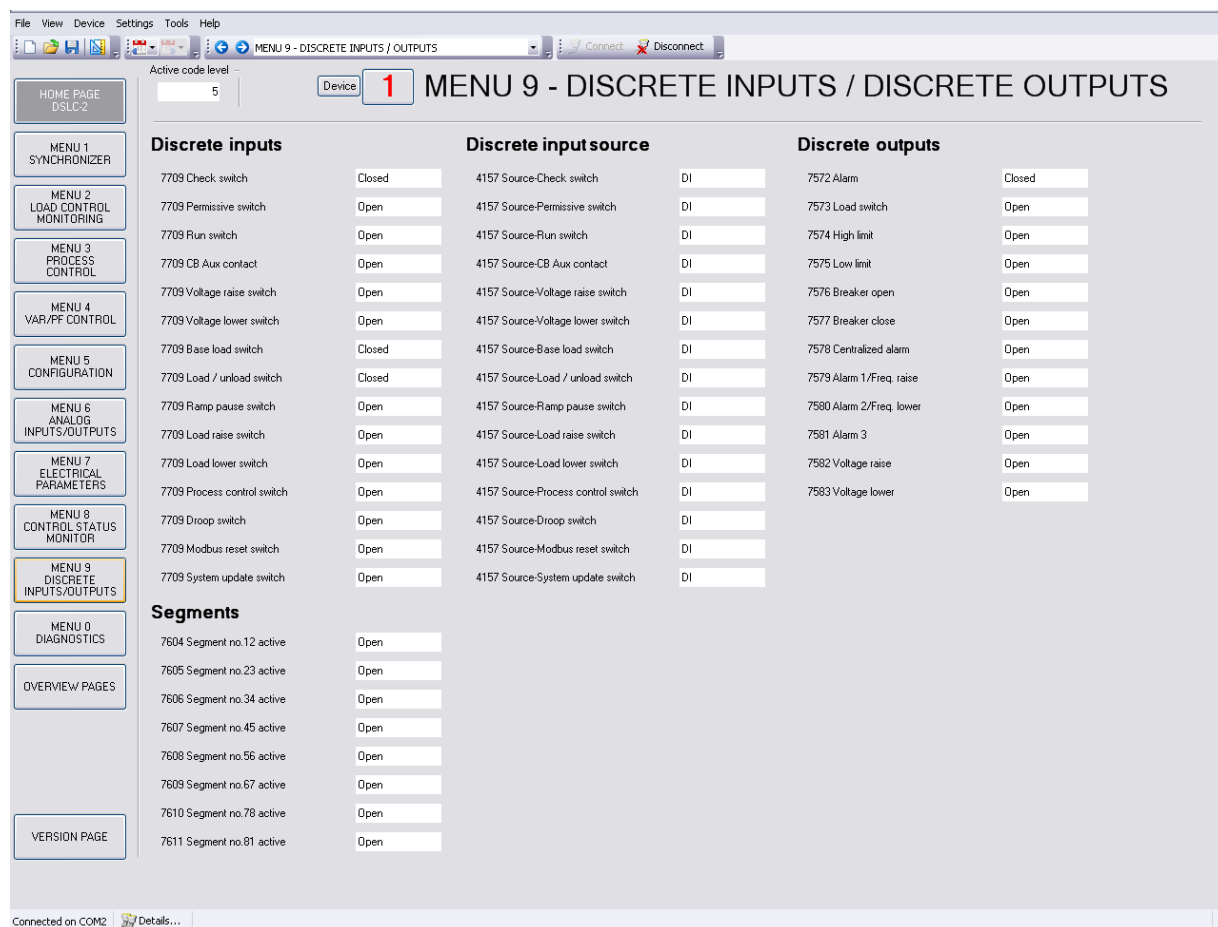 File View Device Settings Tools Help
MENU 9 - DISCRETE INPUTS / OUTPUTS Connect Disconnect
Active code level
5
Device 1 MENU 9 - DISCRETE INPUTS / DISCRETE OUTPUTS
HOME PAGE
DSLC-2
MENU 1
SYNCHRONIZER
MENU 2
LOAD CONTROL
MONITORING
MENU 3
PROCESS
CONTROL
MENU 4
VAR/PF CONTROL
MENU 5
CONFIGURATION
MENU 6
ANALOG
INPUTS/OUTPUTS
MENU 7
ELECTRICAL
PARAMETERS
MENU 8
CONTROL STATUS
MONITOR
MENU 9
DISCRETE
INPUTS/OUTPUTS
MENU 0
DIAGNOSTICS
OVERVIEW PAGES
VERSION PAGE
Discrete inputs
7709 Check switch Closed
7709 Permissive switch Open
7709 Run switch Open
7709 CB Aux contact Open
7709 Voltage raise switch Open
7709 Voltage lower switch Open
7709 Base load switch Closed
7709 Load / unload switch Closed
7709 Ramp pause switch Open
7709 Load raise switch Open
7709 Load lower switch Open
7709 Process control switch Open
7709 Droop switch Open
7709 Modbus reset switch Open
7709 System update switch Open
Segments
7604 Segment no.12 active Open
7605 Segment no.23 active Open
7606 Segment no.34 active Open
7607 Segment no.45 active Open
7608 Segment no.56 active Open
7609 Segment no.67 active Open
7610 Segment no.78 active Open
7611 Segment no.81 active Open
Discrete input source
4157 Source-Check switch DI
4157 Source-Permissive switch DI
4157 Source-Run switch DI
4157 Source-CB Aux contact DI
4157 Source-Voltage raise switch DI
4157 Source-Voltage lower switch DI
4157 Source-Base load switch DI
4157 Source-Load / unload switch DI
4157 Source-Ramp pause switch DI
4157 Source-Load raise switch DI
4157 Source-Load lower switch DI
4157 Source-Process control switch DI
4157 Source-Droop switch DI
4157 Source-Modbus reset switch DI
4157 Source-System update switch DI
Discrete outputs
7572 Alarm Closed
7573 Load switch Open
7574 High limit Open
7575 Low limit Open
7576 Breaker open Open
7577 Breaker close Open
7578 Centralized alarm Open
7579 Alarm 1/Freq. raise Open
7580 Alarm 2/Freq. lower Open
7581 Alarm 3 Open
7582 Voltage raise Open
7583 Voltage lower Open
Connected on COM2 Details...